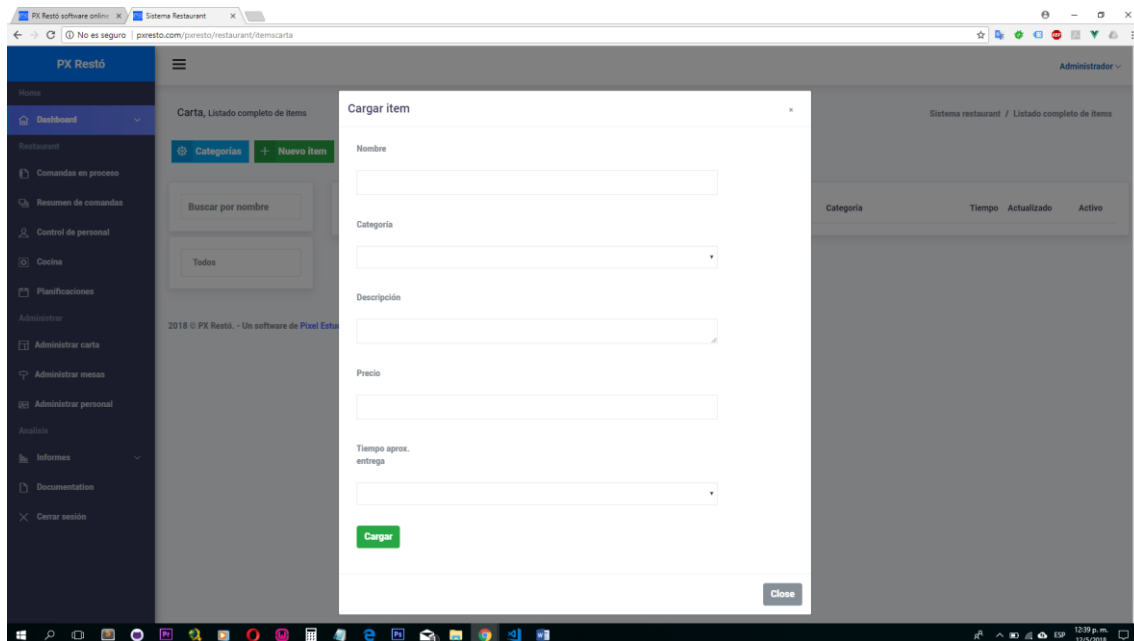 PX Restó software online
Sistema Restaurant
No es seguro | pxresto.com/pxresto/restaurant/itemscarta
PX Restó
Administrador
Home
Dashboard
Restaurant
Comandas en proceso
Resumen de comandas
Control de personal
Cocina
Planificaciones
Administrar
Administrar carta
Administrar mesas
Administrar personal
Analisis
Informes
Documentation
Cerrar sesión
Carta, Listado completo de items
Sistema restaurant / Listado completo de items
Categorías
+ Nuevo item
Buscar por nombre
Todos
Categoría
Tiempo Actualizado Activo
2018 © PX Restó. - Un software de Pixel
Cargar item
×
Nombre
Categoría
Descripción
Precio
Tiempo aprox.
entrega
Cargar
Close
ESP
12:39 p. m.
12/5/2018